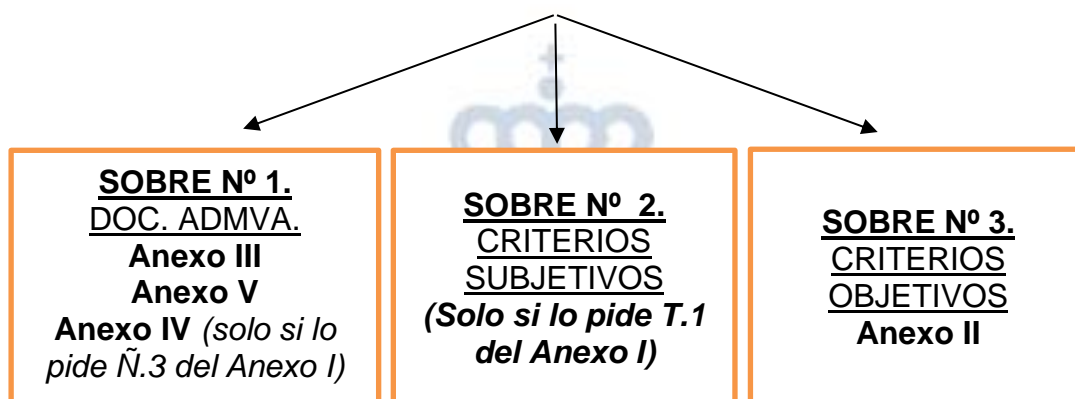 SOBRE Nº 1.
DOC. ADMVA.
Anexo III
Anexo V
Anexo IV (solo si lo
pide Ñ.3 del Anexo I)
SOBRE Nº 2.
CRITERIOS
SUBJETIVOS
(Solo si lo pide T.1
del Anexo I)
SOBRE Nº 3.
CRITERIOS
OBJETIVOS
Anexo II